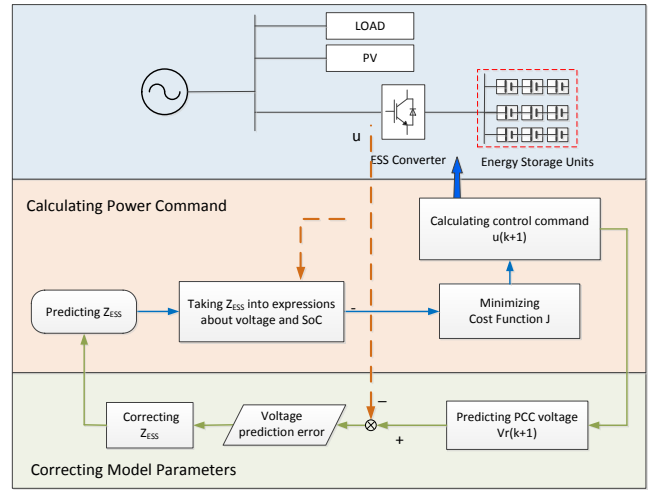 LOAD
PV
u
ESS Converter
Energy Storage Units
Calculating Power Command
Calculating control command
u(k+1)
Predicting Z_ESS
Taking Z_ESS into expressions
about voltage and SoC
-
Minimizing
Cost Function J
Correcting
Z_ESS
Voltage
prediction error
–
+
Predicting PCC voltage
Vr(k+1)
Correcting Model Parameters